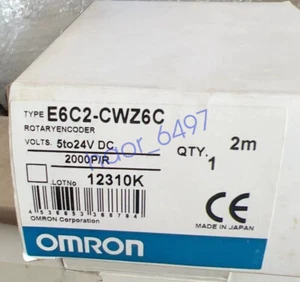 TYPE E6C2-CWZ6C
ROTARYENCODER
VOLTS. 5to24V DC
2000P/R
QTY. 1
2m
LOTNo 12310K
OMRON Corporation
CE
MADE IN JAPAN
OMRON